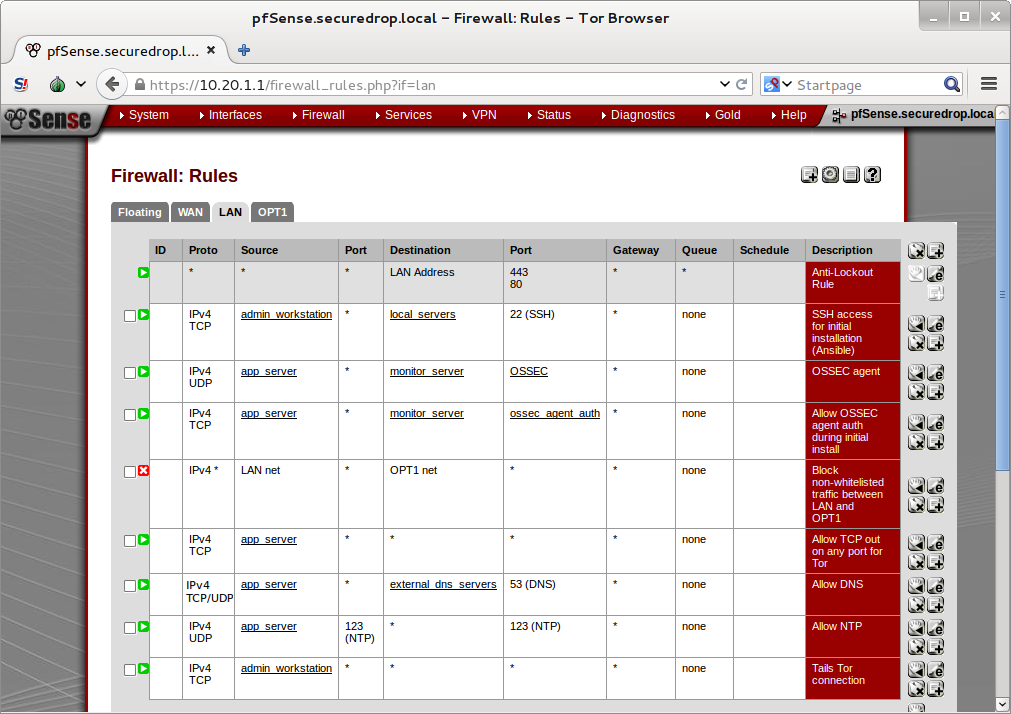 pfSense.securedrop.local – Firewall: Rules – Tor Browser
pfSense.securedrop.l...
https://10.20.1.1/firewall_rules.php?if=lan
Startpage
Sense
System Interfaces Firewall Services VPN Status Diagnostics Gold Help pfSense.securedrop.loca
Firewall: Rules
Floating WAN LAN OPT1
ID Proto Source Port Destination Port Gateway Queue Schedule Description
* * * LAN Address 443 * * Anti-Lockout
80 Rule
IPv4 admin_workstation * local_servers 22 (SSH) * none SSH access
TCP for initial
installation
(Ansible)
IPv4 app_server * monitor_server OSSEC * none OSSEC agent
UDP
IPv4 app_server * monitor_server ossec_agent_auth * none Allow OSSEC
TCP agent auth
during initial
install
IPv4 * LAN net * OPT1 net * * none Block
non-whitelisted
traffic between
LAN and
OPT1
IPv4 app_server * * * * none Allow TCP out
TCP on any port for
Tor
IPv4 app_server * external_dns_servers 53 (DNS) * none Allow DNS
TCP/UDP
IPv4 app_server 123 * 123 (NTP) * none Allow NTP
UDP (NTP)
IPv4 admin_workstation * * * * none Tails Tor
TCP connection